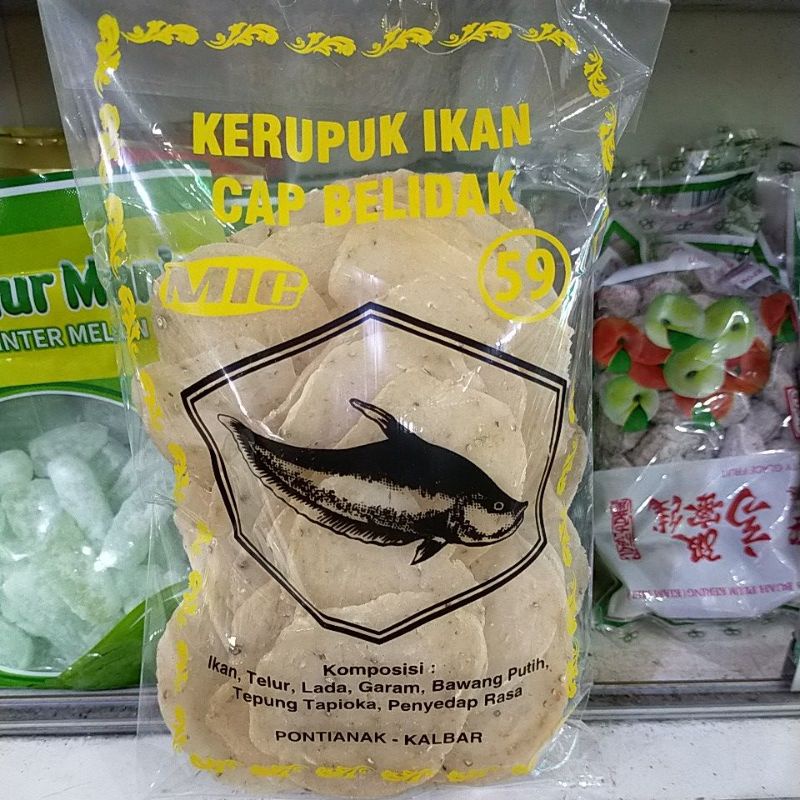 KERUPUK IKAN
CAP BELIDAK
MIC
59
Komposisi :
Ikan, Telur, Lada, Garam, Bawang Putih,
Tepung Tapioka, Penyedap Rasa
PONTIANAK - KALBAR